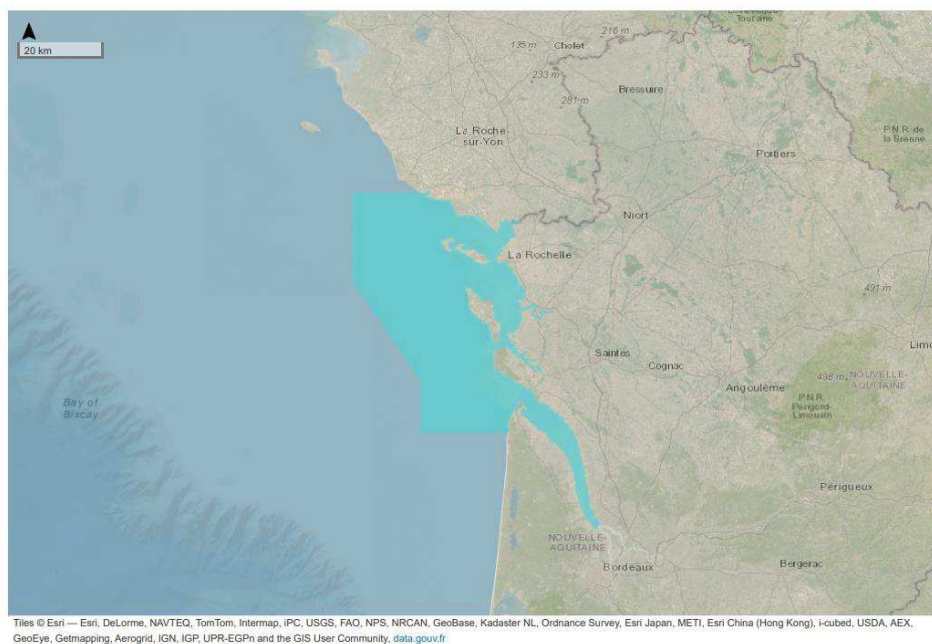 Touraine
20 km
216 m
135 m
Cholet
233 m
Bressuire
281 m
P.N.R. de
la Brenne
La Roche-
sur-Yon
Poitiers
Niort
La Rochelle
491 m
Saintes
Cognac
498 m
NOUVELLE-
AQUITAINE
Angoulême
P.N.R.
Périgord-
Limousin
Bay of
Biscay
Périgueux
NOUVELLE-
AQUITAINE
Bordeaux
Bergerac
Tiles © Esri — Esri, DeLorme, NAVTEQ, TomTom, Intermap, iPC, USGS, FAO, NPS, NRCAN, GeoBase, Kadaster NL, Ordnance Survey, Esri Japan, METI, Esri China (Hong Kong), i-cubed, USDA, AEX,
GeoEye, Getmapping, Aerogrid, IGN, IGP, UPR-EGPn and the GIS User Community, data.gouv.fr